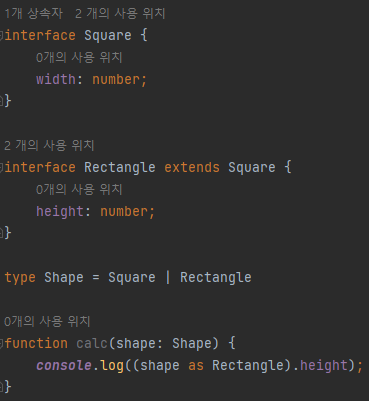 1개 상속자 2 개의 사용 위치
interface Square {
0개의 사용 위치
width: number;
}
2 개의 사용 위치
interface Rectangle extends Square {
0개의 사용 위치
height: number;
}
type Shape = Square | Rectangle
0개의 사용 위치
function calc(shape: Shape) {
console.log((shape as Rectangle).height);
}